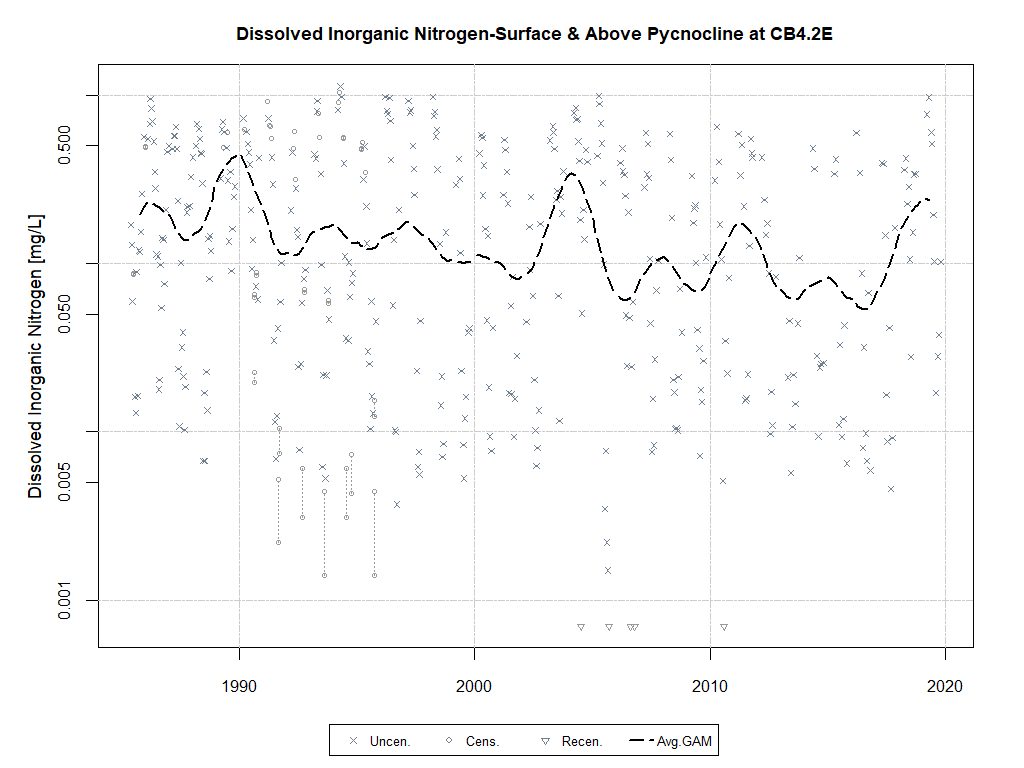 Dissolved Inorganic Nitrogen-Surface & Above Pycnocline at CB4.2E
Dissolved Inorganic Nitrogen [mg/L]
0.500
0.050
0.005
0.001
1990 2000 2010 2020
Uncen. Cens. Recen. Avg.GAM